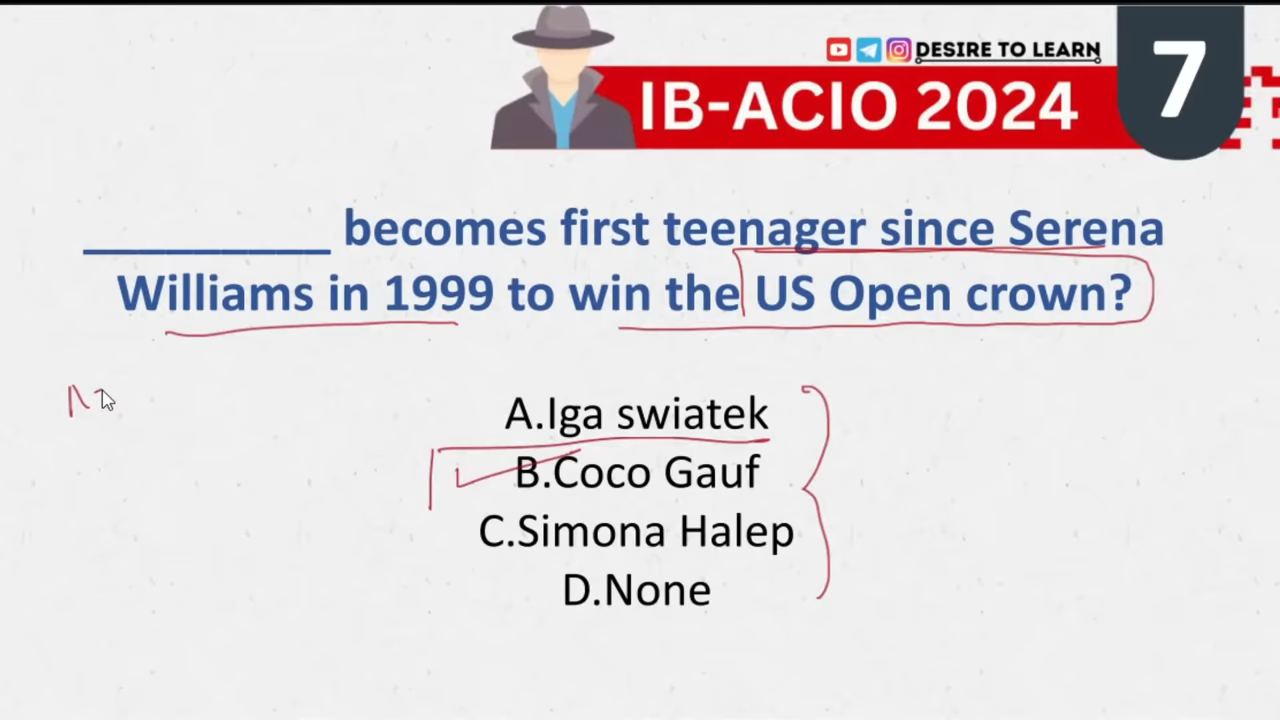 DESIRE TO LEARN
IB-ACIO 2024
7
__________ becomes first teenager since Serena
Williams in 1999 to win the US Open crown?
A.Iga swiatek
B.Coco Gauf
C.Simona Halep
D.None